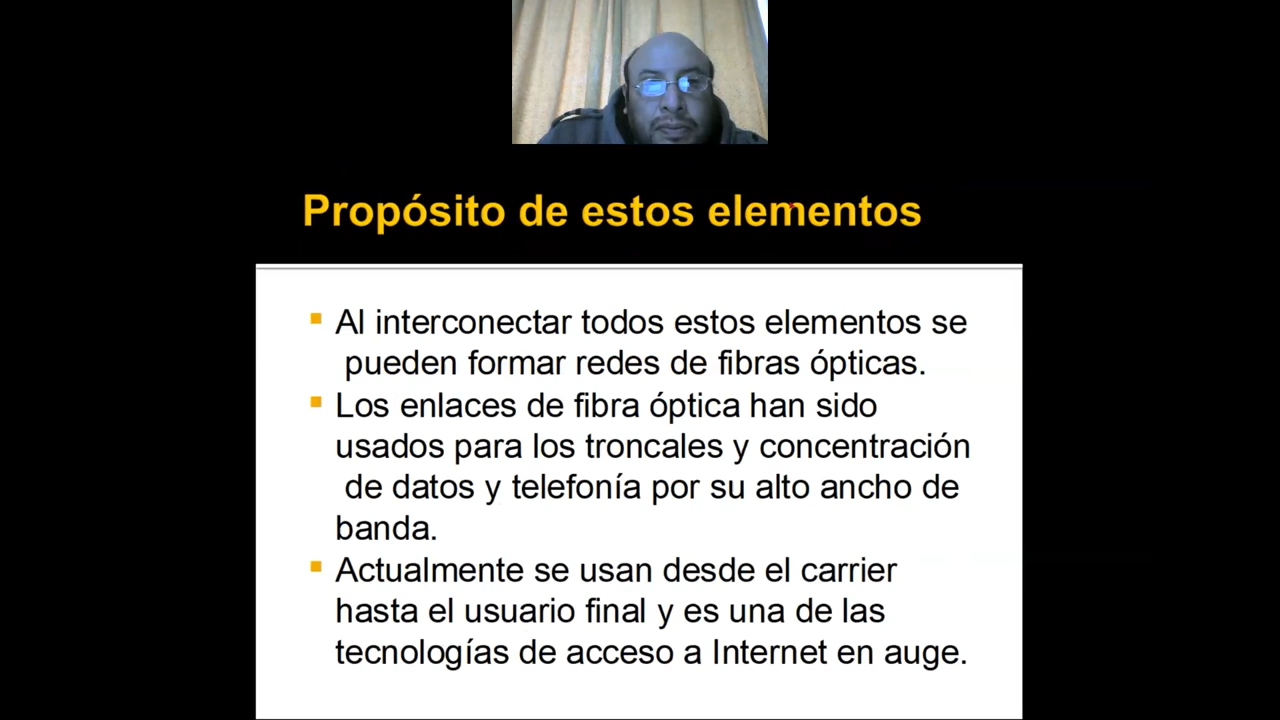 Propósito de estos elementos
Al interconectar todos estos elementos se
pueden formar redes de fibras ópticas.
Los enlaces de fibra óptica han sido
usados para los troncales y concentración
de datos y telefonía por su alto ancho de
banda.
Actualmente se usan desde el carrier
hasta el usuario final y es una de las
tecnologías de acceso a Internet en auge.